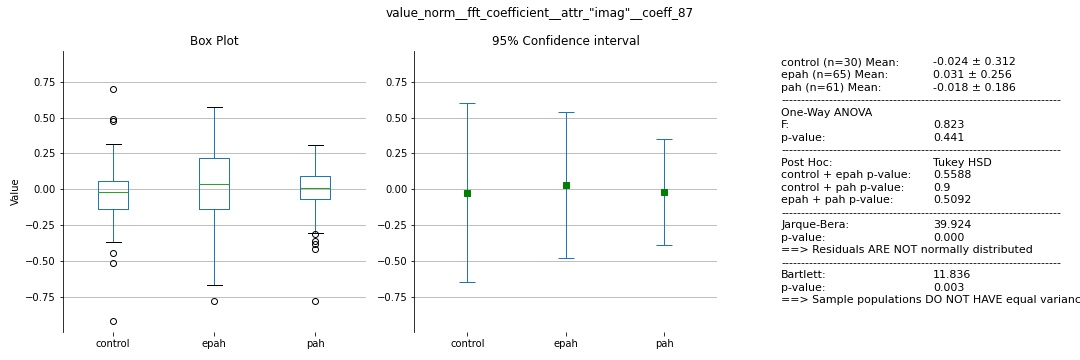 value_norm__fft_coefficient__attr_"imag"__coeff_87
Box Plot
95% Confidence interval
Value
0.75
0.50
0.25
0.00
−0.25
−0.50
−0.75
control epah pah
0.75
0.50
0.25
0.00
−0.25
−0.50
−0.75
control epah pah
control (n=30) Mean: -0.024 ± 0.312
epah (n=65) Mean: 0.031 ± 0.256
pah (n=61) Mean: -0.018 ± 0.186
One-Way ANOVA
F: 0.823
p-value: 0.441
Post Hoc: Tukey HSD
control + epah p-value: 0.5588
control + pah p-value: 0.9
epah + pah p-value: 0.5092
Jarque-Bera: 39.924
p-value: 0.000
==> Residuals ARE NOT normally distributed
Bartlett: 11.836
p-value: 0.003
==> Sample populations DO NOT HAVE equal varianc